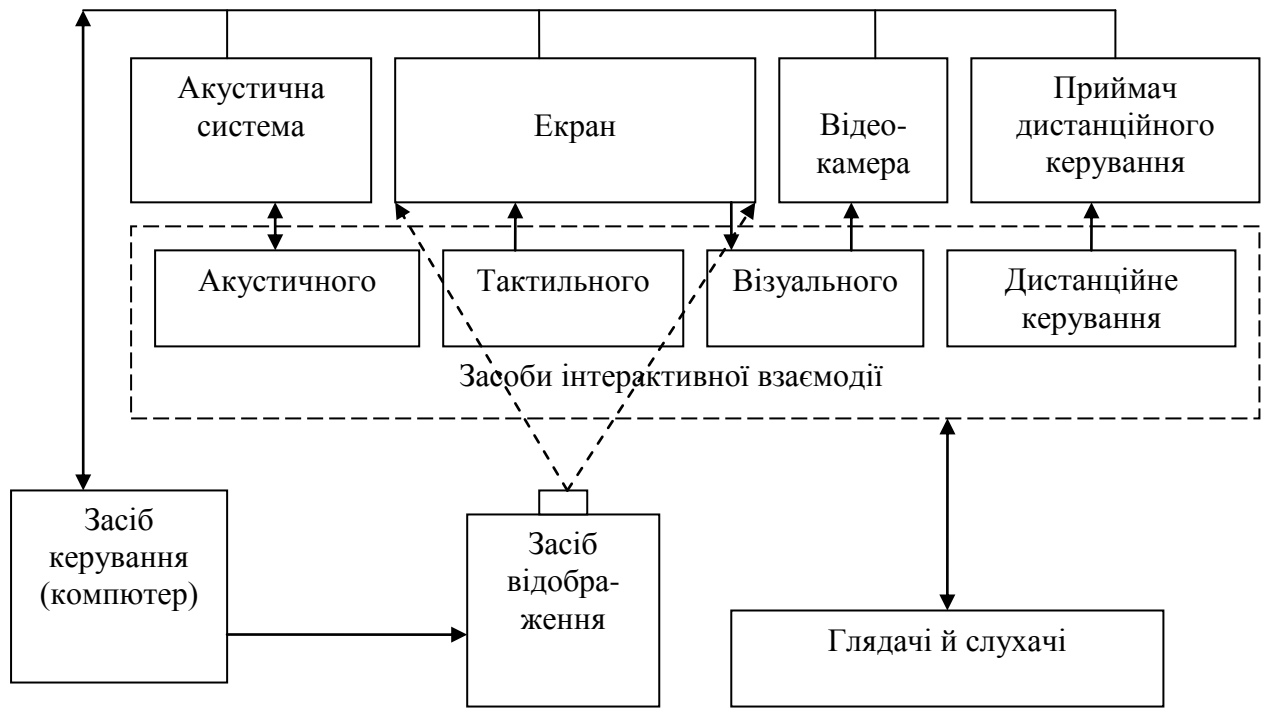 Акустична
система
Екран
Відео-
камера
Приймач
дистанційного
керування
Акустичного
Тактильного
Візуального
Дистанційне
керування
Засоби інтерактивної взаємодії
Засіб
керування
(компютер)
Засіб
відобра-
ження
Глядачі й слухачі